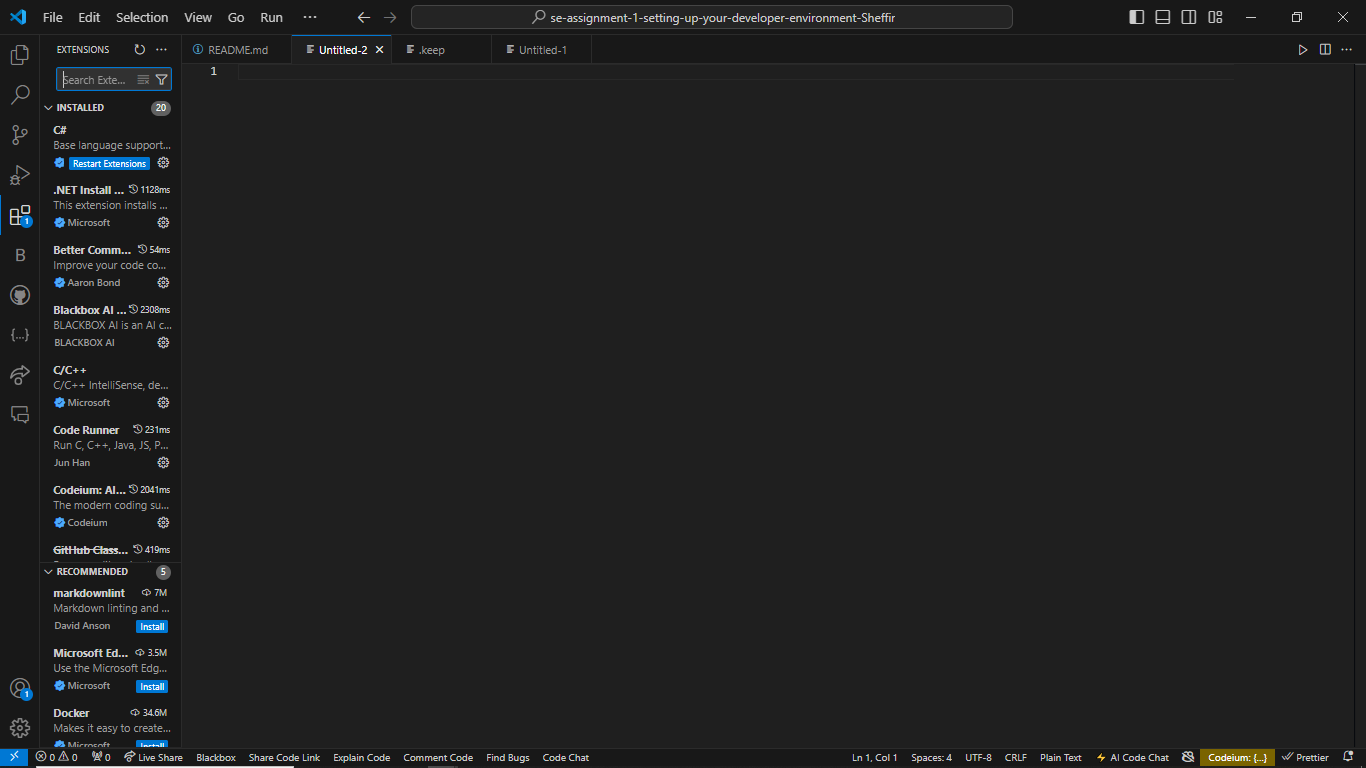 File Edit Selection View Go Run ···
se-assignment-1-setting-up-your-developer-environment-Sheffir
EXTENSIONS
README.md
Untitled-2
.keep
Untitled-1
Search Exte...
1
INSTALLED 20
C#
Base language support...
Restart Extensions
.NET Install ... 1128ms
This extension installs ...
Microsoft
Better Comm... 54ms
Improve your code co...
Aaron Bond
Blackbox AI ... 2308ms
BLACKBOX AI is an AI c...
BLACKBOX AI
C/C++
C/C++ IntelliSense, de...
Microsoft
Code Runner 231ms
Run C, C++, Java, JS, P...
Jun Han
Codeium: AI... 2041ms
The modern coding su...
Codeium
GitHub Class... 419ms
RECOMMENDED 5
markdownlint 7M
Markdown linting and ...
David Anson Install
Microsoft Ed... 3.5M
Use the Microsoft Edg...
Microsoft Install
Docker 34.6M
Makes it easy to create...
Microsoft Install
1
B
{...}
1
0 0 0 Live Share Blackbox Share Code Link Explain Code Comment Code Find Bugs Code Chat
Ln 1, Col 1 Spaces: 4 UTF-8 CRLF Plain Text AI Code Chat Codeium: {...} Prettier